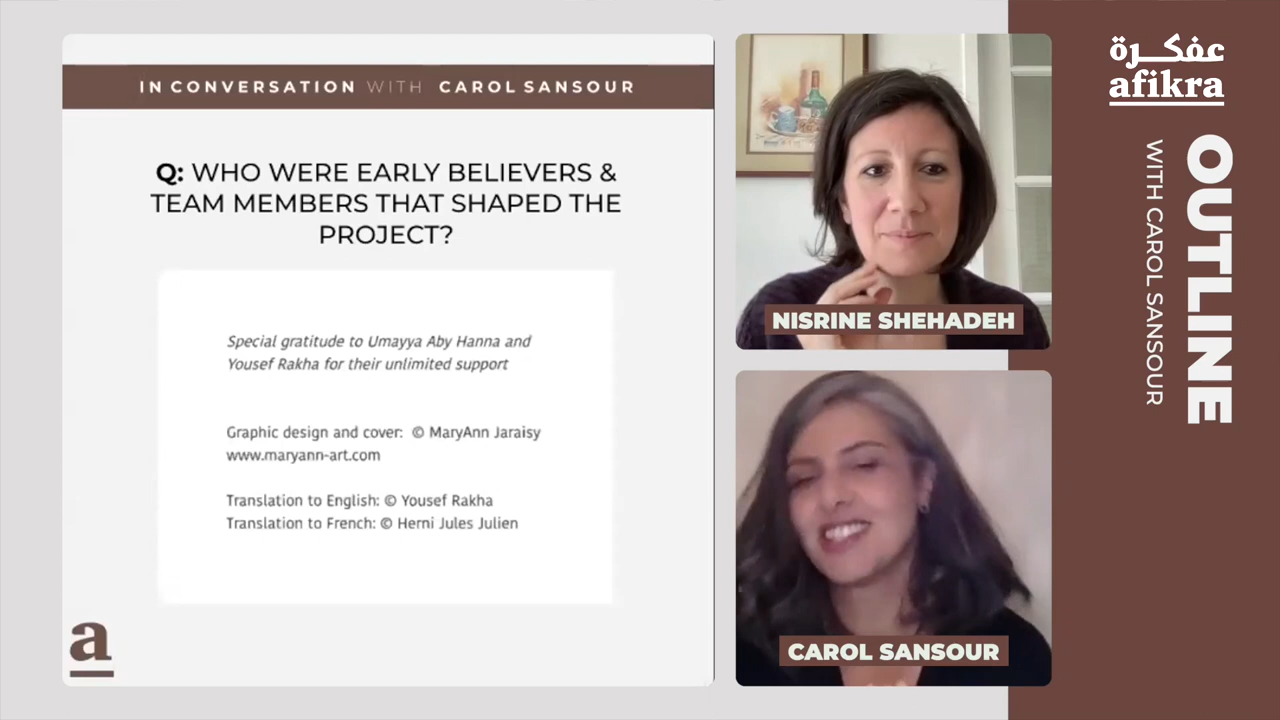 IN CONVERSATION WITH CAROL SANSOUR
Q: WHO WERE EARLY BELIEVERS &
TEAM MEMBERS THAT SHAPED THE
PROJECT?
Special gratitude to Umayya Aby Hanna and
Yousef Rakha for their unlimited support
Graphic design and cover: © MaryAnn Jaraisy
www.maryann-art.com
Translation to English: © Yousef Rakha
Translation to French: © Herni Jules Julien
a
NISRINE SHEHADEH
CAROL SANSOUR
عفكرة
afikra
OUTLINE
WITH CAROL SANSOUR